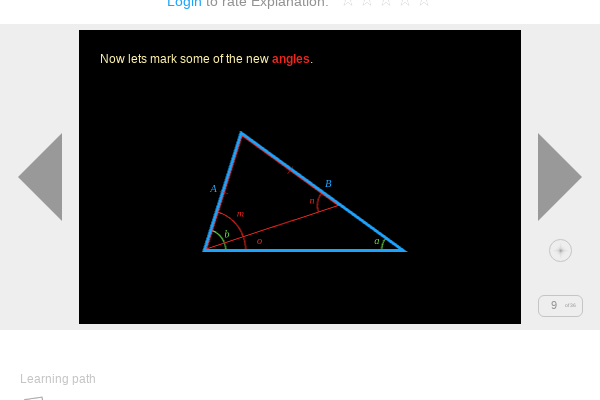 Login to rate Explanation:
Now lets mark some of the new angles.
A
B
n
m
b
o
a
9 of 26
Learning path